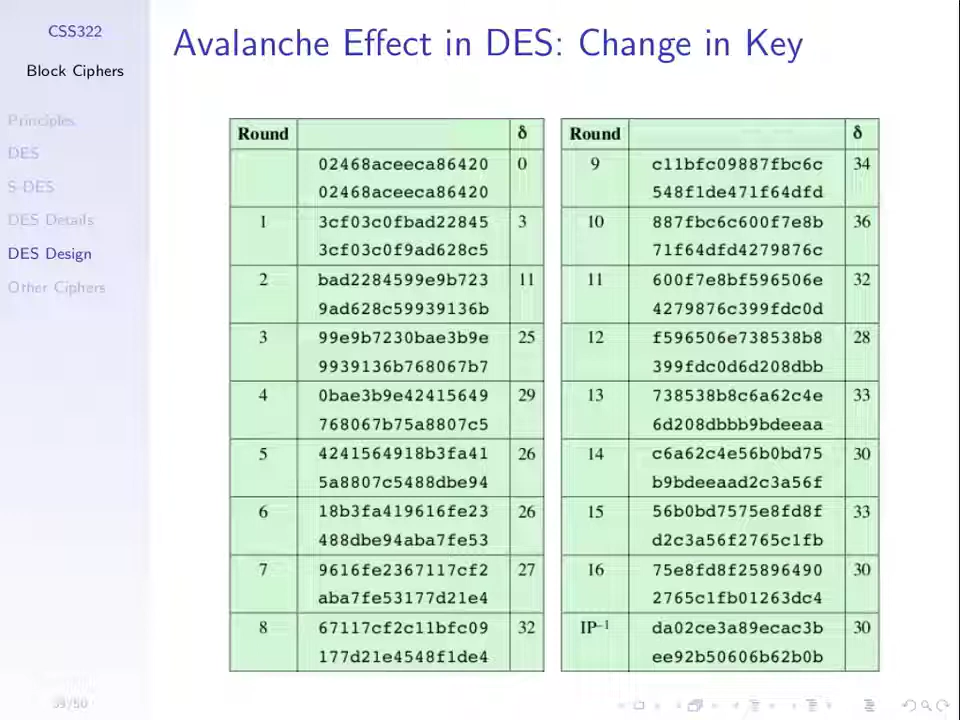 CSS322
Block Ciphers
Principles
DES
S-DES
DES Details
DES Design
Other Ciphers
Avalanche Effect in DES: Change in Key
Round δ
02468aceeca86420 0
02468aceeca86420
1 3cf03c0fbad22845 3
3cf03c0f9ad628c5
2 bad2284599e9b723 11
9ad628c59939136b
3 99e9b7230bae3b9e 25
9939136b768067b7
4 0bae3b9e42415649 29
768067b75a8807c5
5 4241564918b3fa41 26
5a8807c5488dbe94
6 18b3fa419616fe23 26
488dbe94aba7fe53
7 9616fe2367117cf2 27
aba7fe53177d21e4
8 67117cf2c11bfc09 32
177d21e4548f1de4
Round δ
9 c11bfc09887fbc6c 34
548f1de471f64dfd
10 887fbc6c600f7e8b 36
71f64dfd4279876c
11 600f7e8bf596506e 32
4279876c399fdc0d
12 f596506e738538b8 28
399fdc0d6d208dbb
13 738538b8c6a62c4e 33
6d208dbbb9bdeeaa
14 c6a62c4e56b0bd75 30
b9bdeeaad2c3a56f
15 56b0bd7575e8fd8f 33
d2c3a56f2765c1fb
16 75e8fd8f25896490 30
2765c1fb01263dc4
IP⁻¹ da02ce3a89ecac3b 30
ee92b50606b62b0b
39/50